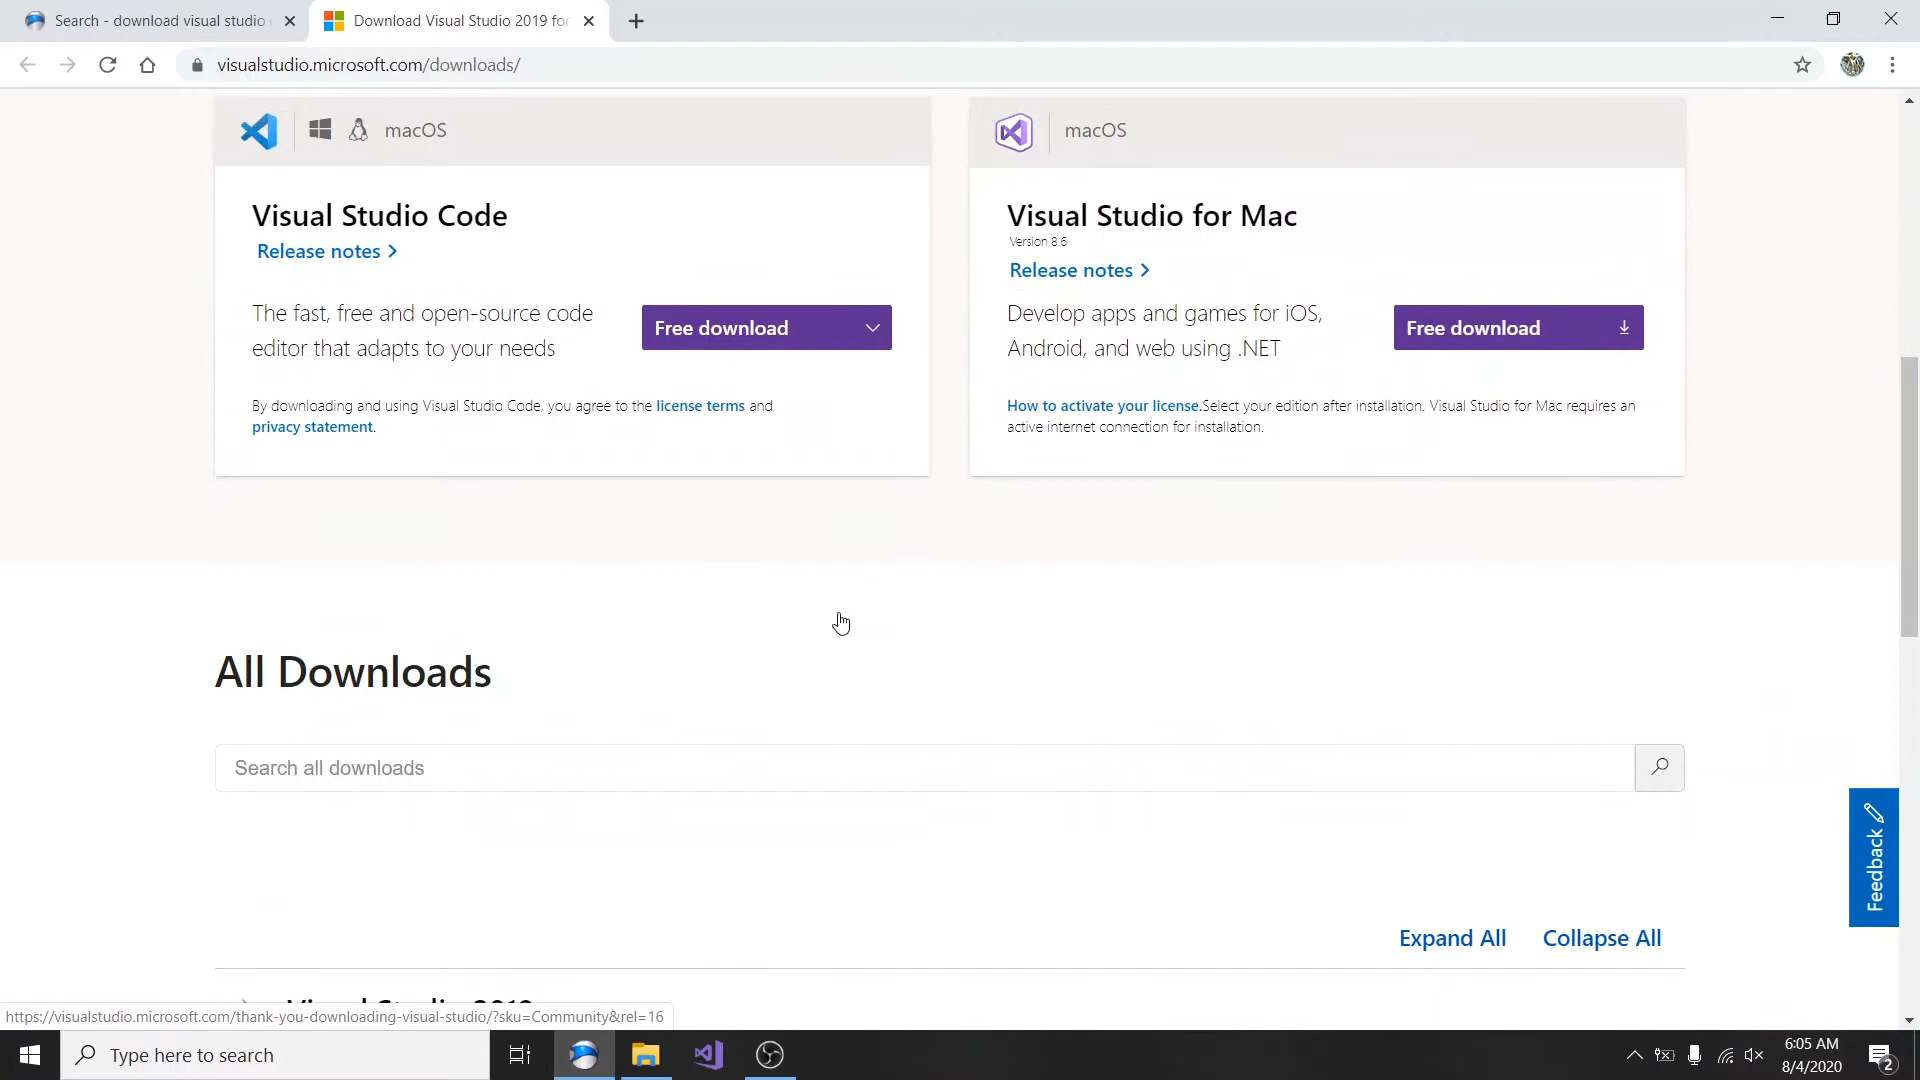 Search - download visual studio
Download Visual Studio 2019 for
visualstudio.microsoft.com/downloads/
macOS
Visual Studio Code
Release notes
The fast, free and open-source code
editor that adapts to your needs
Free download
By downloading and using Visual Studio Code, you agree to the license terms and
privacy statement.
macOS
Visual Studio for Mac
Version 8.6
Release notes
Develop apps and games for iOS,
Android, and web using .NET
Free download
How to activate your license.Select your edition after installation. Visual Studio for Mac requires an
active internet connection for installation.
All Downloads
Search all downloads
Feedback
Expand All Collapse All
Visual Studio 2019
https://visualstudio.microsoft.com/thank-you-downloading-visual-studio/?sku=Community&rel=16
Type here to search
6:05 AM
8/4/2020
2